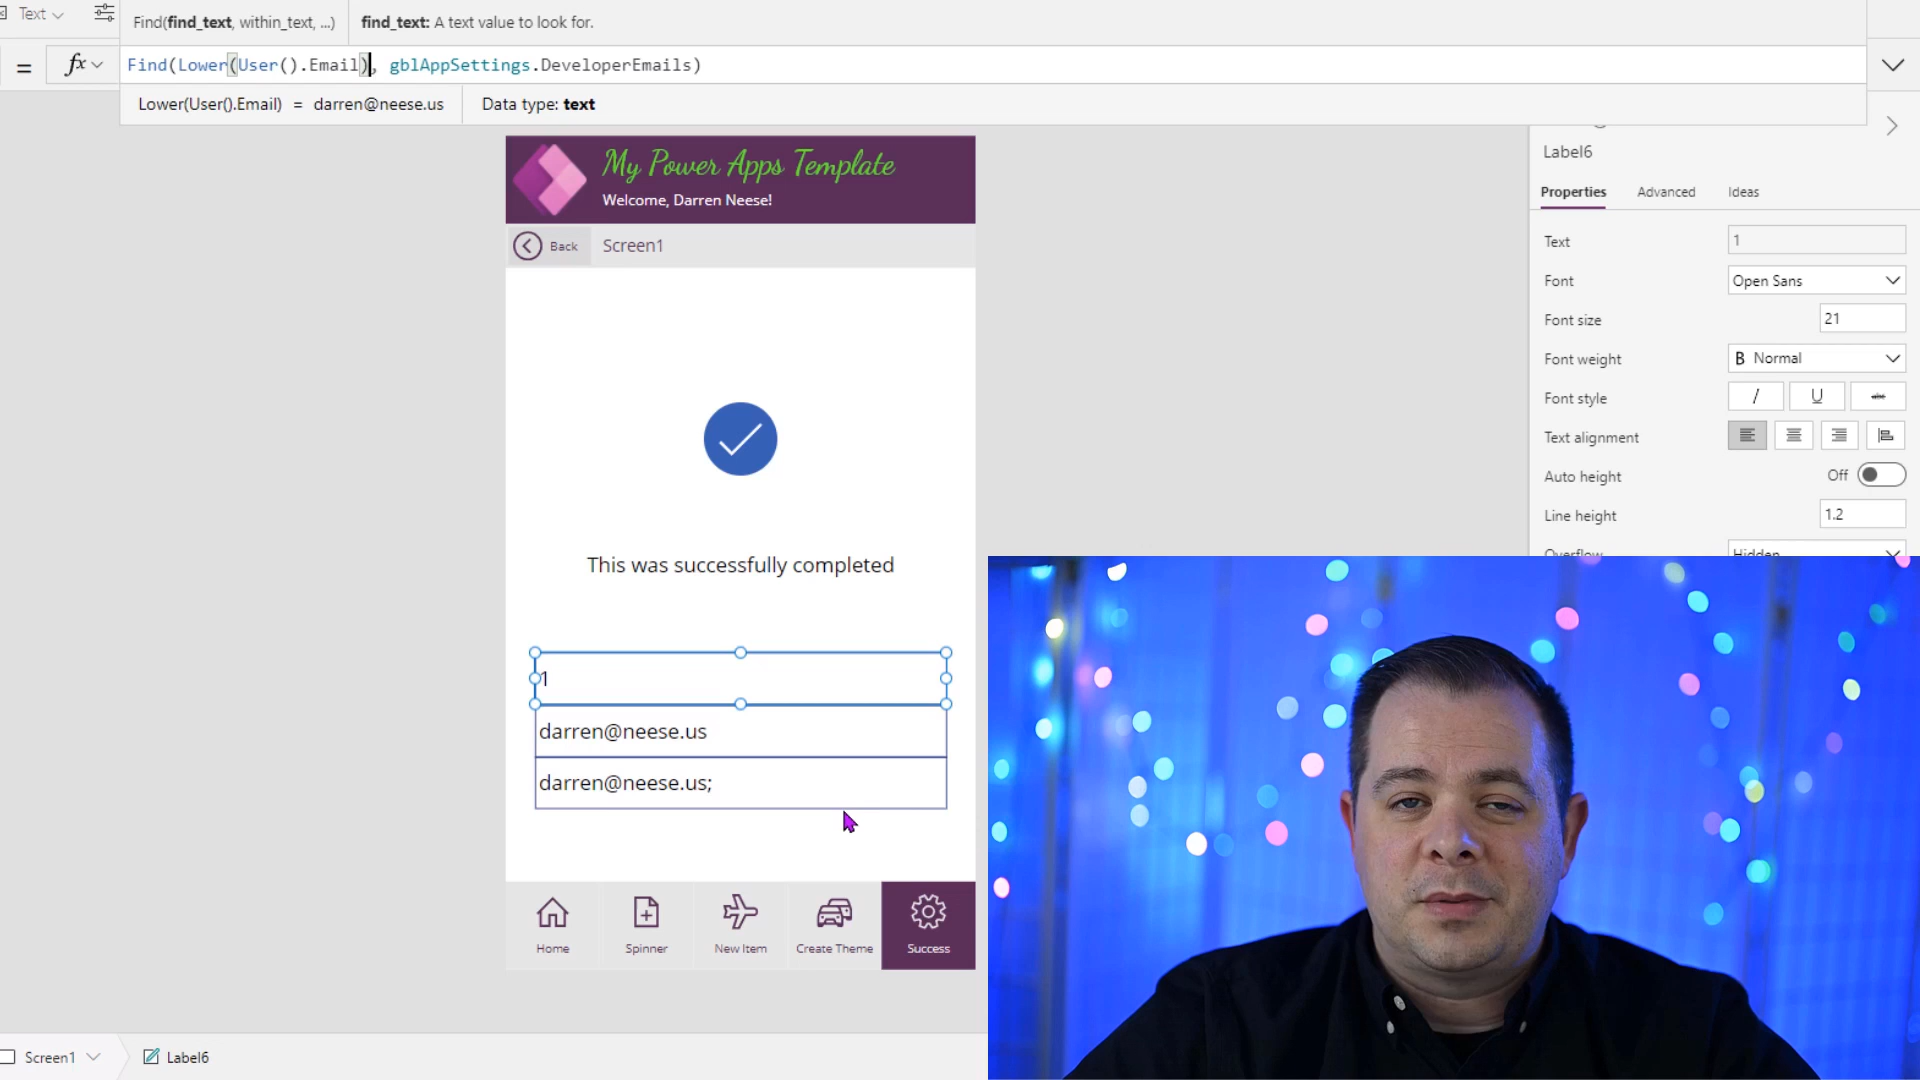 Text
Find(find_text, within_text, ...)
find_text: A text value to look for.
= fx Find(Lower(User().Email), gblAppSettings.DeveloperEmails)
Lower(User().Email) = darren@neese.us
Data type: text
My Power Apps Template
Welcome, Darren Neese!
Back
Screen1
This was successfully completed
1
darren@neese.us
darren@neese.us;
Home
Spinner
New Item
Create Theme
Success
Label6
Properties
Advanced
Ideas
Text
1
Font
Open Sans
Font size
21
Font weight
B Normal
Font style
/ U abc
Text alignment
Auto height
Off
Line height
1.2
Overflow
Hidden
Screen1
Label6